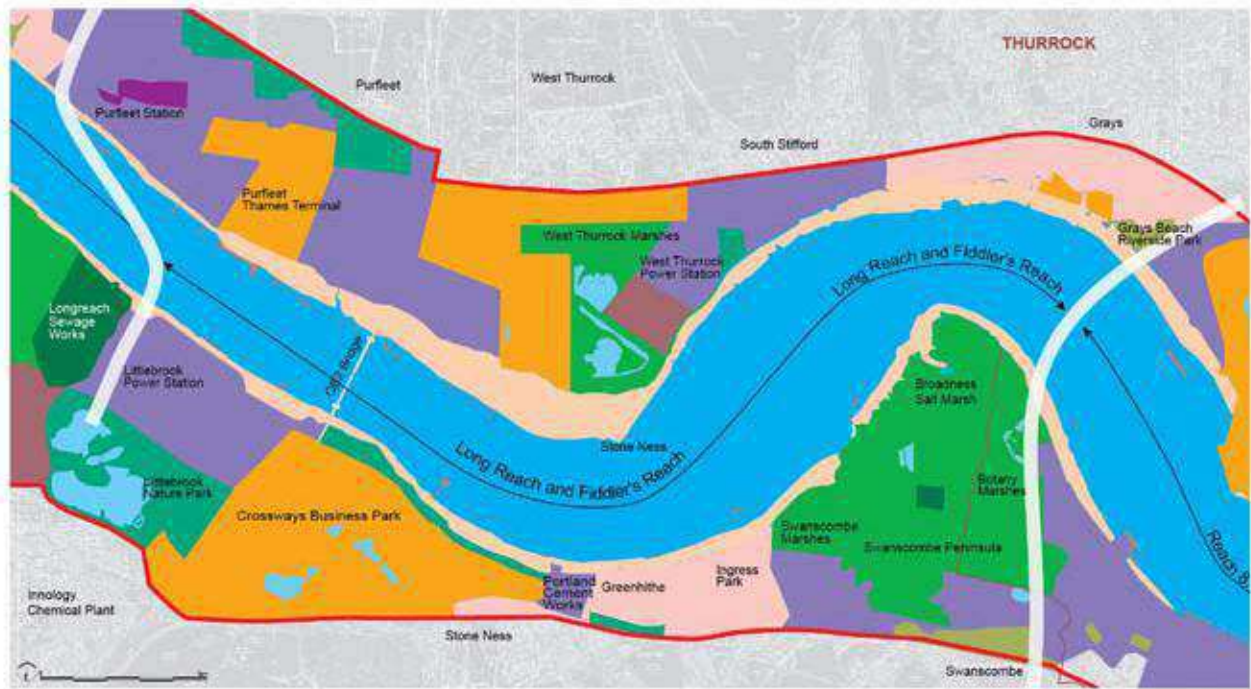 THURROCK
West Thurrock
Purfleet
Purfleet Station
Grays
South Stifford
Purfleet
Thames Terminal
West Thurrock Marshes
Grays Beach
Riverside Park
West Thurrock
Power Station
Long Reach and Fiddler's Reach
Longreach
Sewage
Works
QEII Bridge
Littlebrook
Power Station
Broadness
Salt Marsh
Stone Ness
Long Reach and Fiddler's Reach
Littlebrook
Nature Park
Botany
Marshes
Crossways Business Park
Swanscombe
Marshes
Swanscombe Peninsula
Reach
Ingress
Park
Portland
Cement
Works
Greenhithe
Innology
Chemical Plant
Stone Ness
Swanscombe